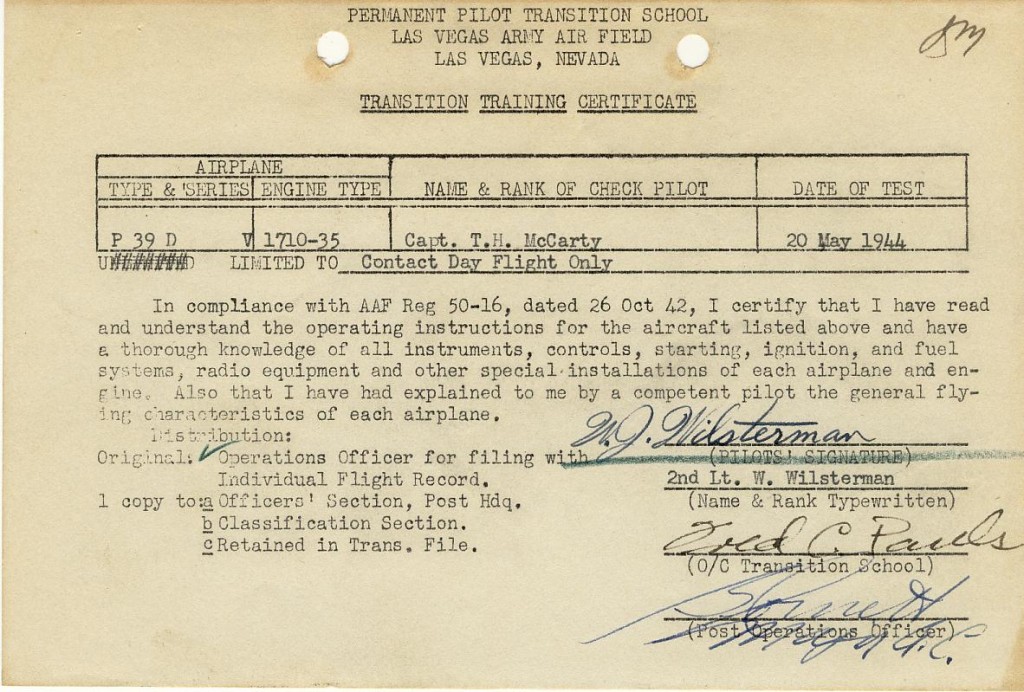 PERMANENT PILOT TRANSITION SCHOOL
LAS VEGAS ARMY AIR FIELD
LAS VEGAS, NEVADA
TRANSITION TRAINING CERTIFICATE
AIRPLANE
TYPE & SERIES ENGINE TYPE NAME & RANK OF CHECK PILOT DATE OF TEST
P 39 D V 1710-35 Capt. T.H. McCarty 20 May 1944
LIMITED TO Contact Day Flight Only
In compliance with AAF Reg 50-16, dated 26 Oct 42, I certify that I have read
and understand the operating instructions for the aircraft listed above and have
a thorough knowledge of all instruments, controls, starting, ignition, and fuel
systems, radio equipment and other special installations of each airplane and en-
gine. Also that I have had explained to me by a competent pilot the general fly-
ing characteristics of each airplane.
Distribution: W. J. Wilsterman
Original: Operations Officer for filing with (PILOTS' SIGNATURE)
Individual Flight Record. 2nd Lt. W. Wilsterman
1 copy to:a Officers' Section, Post Hdq. (Name & Rank Typewritten)
b Classification Section. Fred C. Pauls
c Retained in Trans. File. (O/C Transition School)
(Post Operations Officer)